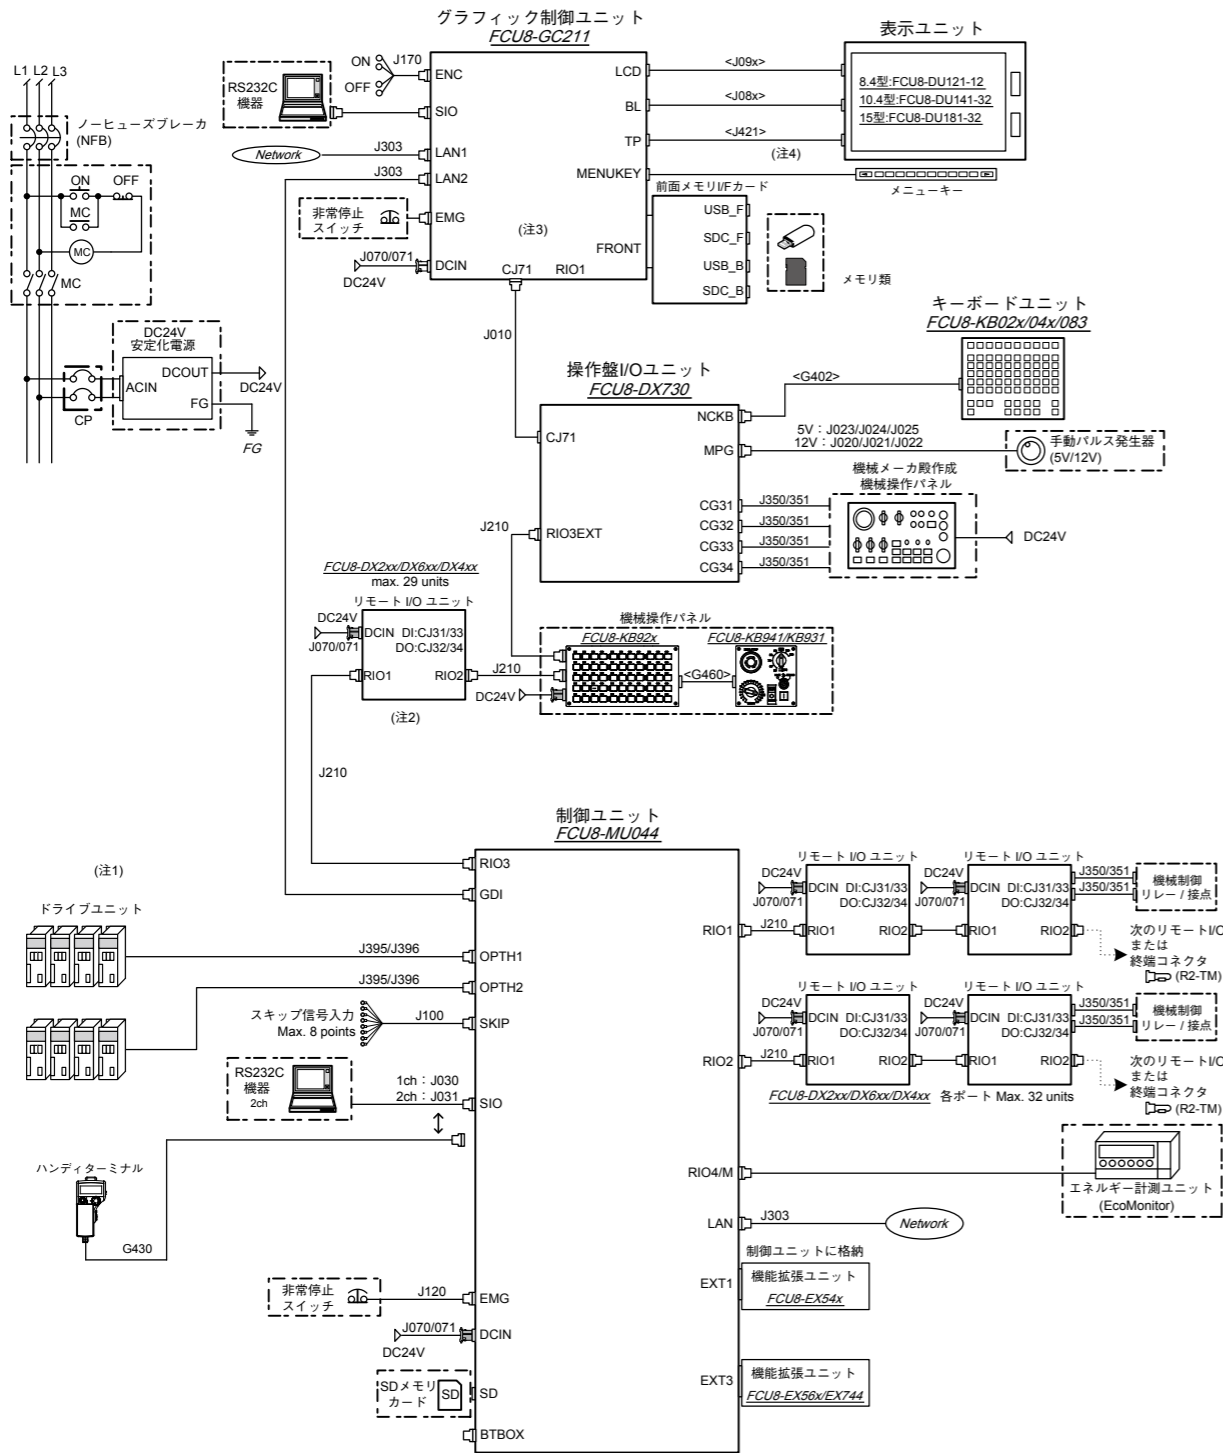 グラフィック制御ユニット
FCU8-GC211
表示ユニット
L1 L2 L3
ノーヒューズブレーカ
(NFB)
ON OFF
MC
MC
MC
DC24V
安定化電源
ACIN
DCOUT
FG
DC24V
FG
CP
RS232C
機器
ON
OFF
J170
ENC
SIO
Network
J303
LAN1
J303
LAN2
非常停止
スイッチ
EMG
J070/071
DC24V
DCIN
(注3)
CJ71
RIO1
LCD
BL
TP
MENUKEY
FRONT
<J09x>
<J08x>
<J421>
(注4)
8.4型:FCU8-DU121-12
10.4型:FCU8-DU141-32
15型:FCU8-DU181-32
メニューキー
前面メモリI/Fカード
USB_F
SDC_F
USB_B
SDC_B
メモリ類
J010
キーボードユニット
FCU8-KB02x/04x/083
操作盤I/Oユニット
FCU8-DX730
CJ71
RIO3EXT
NCKB
MPG
CG31
CG32
CG33
CG34
<G402>
5V：J023/J024/J025
12V：J020/J021/J022
手動パルス発生器
(5V/12V)
機械メーカ殿作成
機械操作パネル
J350/351
J350/351
J350/351
J350/351
DC24V
J210
FCU8-DX2xx/DX6xx/DX4xx
max. 29 units
リモート I/O ユニット
DC24V
J070/071
DCIN
DI:CJ31/33
DO:CJ32/34
RIO1
RIO2
J210
(注2)
機械操作パネル
FCU8-KB92x
FCU8-KB941/KB931
<G460>
DC24V
J210
制御ユニット
FCU8-MU044
(注1)
ドライブユニット
RIO3
GDI
J395/J396
OPTH1
J395/J396
OPTH2
スキップ信号入力
Max. 8 points
J100
SKIP
RS232C
機器
2ch
1ch：J030
2ch：J031
SIO
ハンディターミナル
G430
非常停止
スイッチ
J120
EMG
J070/071
DC24V
DCIN
SDメモリ
カード
SD
SD
BTBOX
リモート I/O ユニット
リモート I/O ユニット
DC24V
J070/071
DCIN
DI:CJ31/33
DO:CJ32/34
DC24V
J070/071
DCIN
DI:CJ31/33
DO:CJ32/34
J350/351
J350/351
機械制御
リレー / 接点
RIO1
J210
RIO1
RIO2
RIO1
RIO2
次のリモートI/O
または
終端コネクタ
(R2-TM)
リモート I/O ユニット
リモート I/O ユニット
DC24V
J070/071
DCIN
DI:CJ31/33
DO:CJ32/34
DC24V
J070/071
DCIN
DI:CJ31/33
DO:CJ32/34
J350/351
J350/351
機械制御
リレー / 接点
RIO2
J210
RIO1
RIO2
RIO1
RIO2
次のリモートI/O
または
終端コネクタ
(R2-TM)
FCU8-DX2xx/DX6xx/DX4xx 各ポート Max. 32 units
RIO4/M
エネルギー計測ユニット
(EcoMonitor)
LAN
J303
Network
制御ユニットに格納
EXT1
機能拡張ユニット
FCU8-EX54x
EXT3
機能拡張ユニット
FCU8-EX56x/EX744